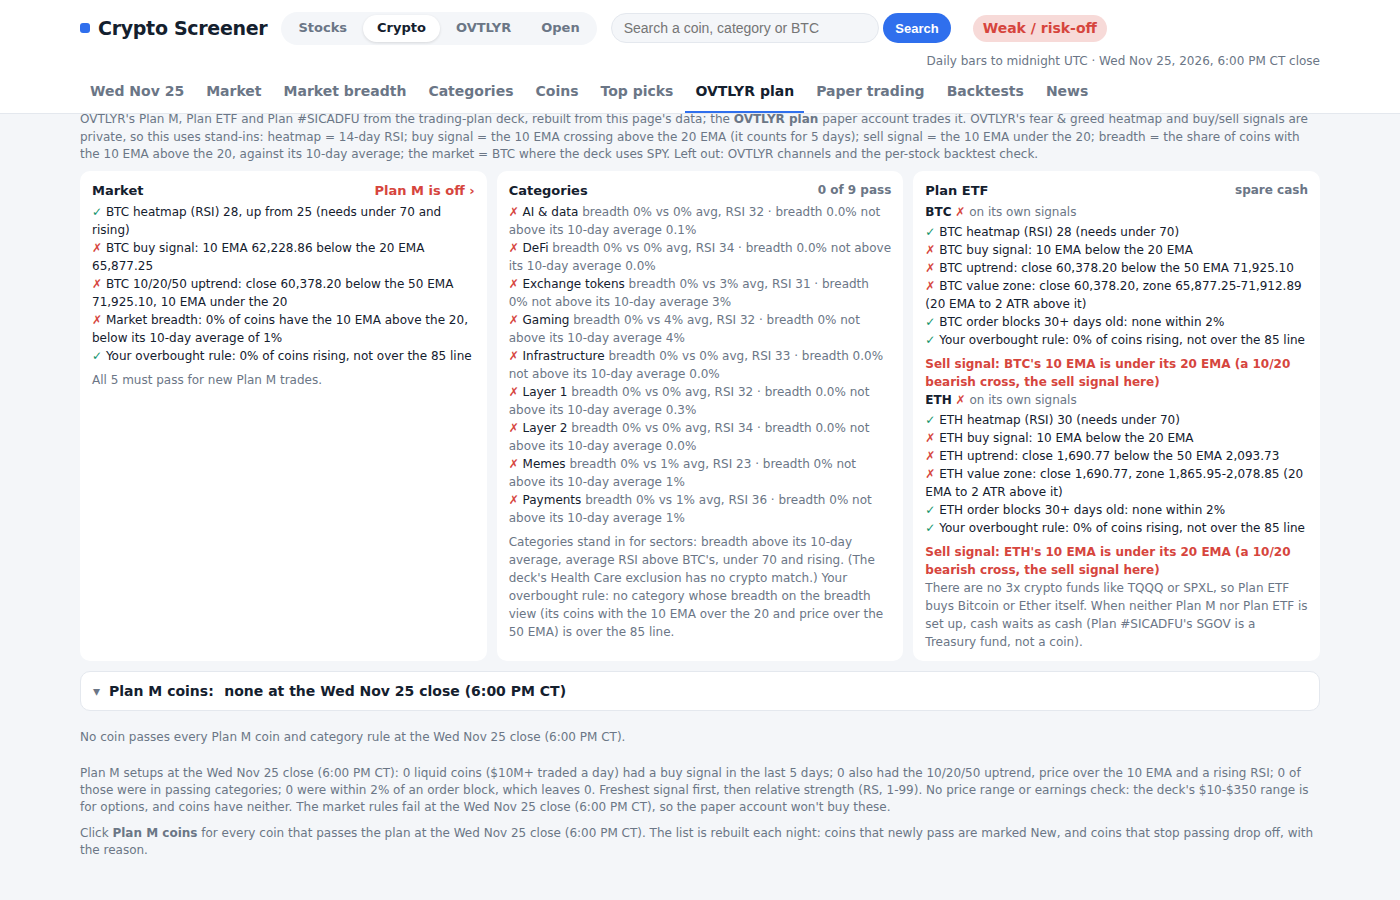 Crypto Screener
Stocks Crypto OVTLYR Open
Search a coin, category or BTC Search
Weak / risk-off
Daily bars to midnight UTC · Wed Nov 25, 2026, 6:00 PM CT close
Wed Nov 25 Market Market breadth Categories Coins Top picks OVTLYR plan Paper trading Backtests News
OVTLYR's Plan M, Plan ETF and Plan #SICADFU from the trading-plan deck, rebuilt from this page's data; the OVTLYR plan paper account trades it. OVTLYR's fear & greed heatmap and buy/sell signals are
private, so this uses stand-ins: heatmap = 14-day RSI; buy signal = the 10 EMA crossing above the 20 EMA (it counts for 5 days); sell signal = the 10 EMA under the 20; breadth = the share of coins with
the 10 EMA above the 20, against its 10-day average; the market = BTC where the deck uses SPY. Left out: OVTLYR channels and the per-stock backtest check.
Market Plan M is off ›
✓ BTC heatmap (RSI) 28, up from 25 (needs under 70 and
rising)
✗ BTC buy signal: 10 EMA 62,228.86 below the 20 EMA
65,877.25
✗ BTC 10/20/50 uptrend: close 60,378.20 below the 50 EMA
71,925.10, 10 EMA under the 20
✗ Market breadth: 0% of coins have the 10 EMA above the 20,
below its 10-day average of 1%
✓ Your overbought rule: 0% of coins rising, not over the 85 line
All 5 must pass for new Plan M trades.
Categories 0 of 9 pass
✗ AI & data breadth 0% vs 0% avg, RSI 32 · breadth 0.0% not
above its 10-day average 0.1%
✗ DeFi breadth 0% vs 0% avg, RSI 34 · breadth 0.0% not above
its 10-day average 0.0%
✗ Exchange tokens breadth 0% vs 3% avg, RSI 31 · breadth
0% not above its 10-day average 3%
✗ Gaming breadth 0% vs 4% avg, RSI 32 · breadth 0% not
above its 10-day average 4%
✗ Infrastructure breadth 0% vs 0% avg, RSI 33 · breadth 0.0%
not above its 10-day average 0.0%
✗ Layer 1 breadth 0% vs 0% avg, RSI 32 · breadth 0.0% not
above its 10-day average 0.3%
✗ Layer 2 breadth 0% vs 0% avg, RSI 34 · breadth 0.0% not
above its 10-day average 0.0%
✗ Memes breadth 0% vs 1% avg, RSI 23 · breadth 0% not
above its 10-day average 1%
✗ Payments breadth 0% vs 1% avg, RSI 36 · breadth 0% not
above its 10-day average 1%
Categories stand in for sectors: breadth above its 10-day
average, average RSI above BTC's, under 70 and rising. (The
deck's Health Care exclusion has no crypto match.) Your
overbought rule: no category whose breadth on the breadth
view (its coins with the 10 EMA over the 20 and price over the
50 EMA) is over the 85 line.
Plan ETF spare cash
BTC ✗ on its own signals
✓ BTC heatmap (RSI) 28 (needs under 70)
✗ BTC buy signal: 10 EMA below the 20 EMA
✗ BTC uptrend: close 60,378.20 below the 50 EMA 71,925.10
✗ BTC value zone: close 60,378.20, zone 65,877.25-71,912.89
(20 EMA to 2 ATR above it)
✓ BTC order blocks 30+ days old: none within 2%
✓ Your overbought rule: 0% of coins rising, not over the 85 line
Sell signal: BTC's 10 EMA is under its 20 EMA (a 10/20
bearish cross, the sell signal here)
ETH ✗ on its own signals
✓ ETH heatmap (RSI) 30 (needs under 70)
✗ ETH buy signal: 10 EMA below the 20 EMA
✗ ETH uptrend: close 1,690.77 below the 50 EMA 2,093.73
✗ ETH value zone: close 1,690.77, zone 1,865.95-2,078.85 (20
EMA to 2 ATR above it)
✓ ETH order blocks 30+ days old: none within 2%
✓ Your overbought rule: 0% of coins rising, not over the 85 line
Sell signal: ETH's 10 EMA is under its 20 EMA (a 10/20
bearish cross, the sell signal here)
There are no 3x crypto funds like TQQQ or SPXL, so Plan ETF
buys Bitcoin or Ether itself. When neither Plan M nor Plan ETF is
set up, cash waits as cash (Plan #SICADFU's SGOV is a
Treasury fund, not a coin).
▾ Plan M coins: none at the Wed Nov 25 close (6:00 PM CT)
No coin passes every Plan M coin and category rule at the Wed Nov 25 close (6:00 PM CT).
Plan M setups at the Wed Nov 25 close (6:00 PM CT): 0 liquid coins ($10M+ traded a day) had a buy signal in the last 5 days; 0 also had the 10/20/50 uptrend, price over the 10 EMA and a rising RSI; 0 of
those were in passing categories; 0 were within 2% of an order block, which leaves 0. Freshest signal first, then relative strength (RS, 1-99). No price range or earnings check: the deck's $10-$350 range is
for options, and coins have neither. The market rules fail at the Wed Nov 25 close (6:00 PM CT), so the paper account won't buy these.
Click Plan M coins for every coin that passes the plan at the Wed Nov 25 close (6:00 PM CT). The list is rebuilt each night: coins that newly pass are marked New, and coins that stop passing drop off, with
the reason.